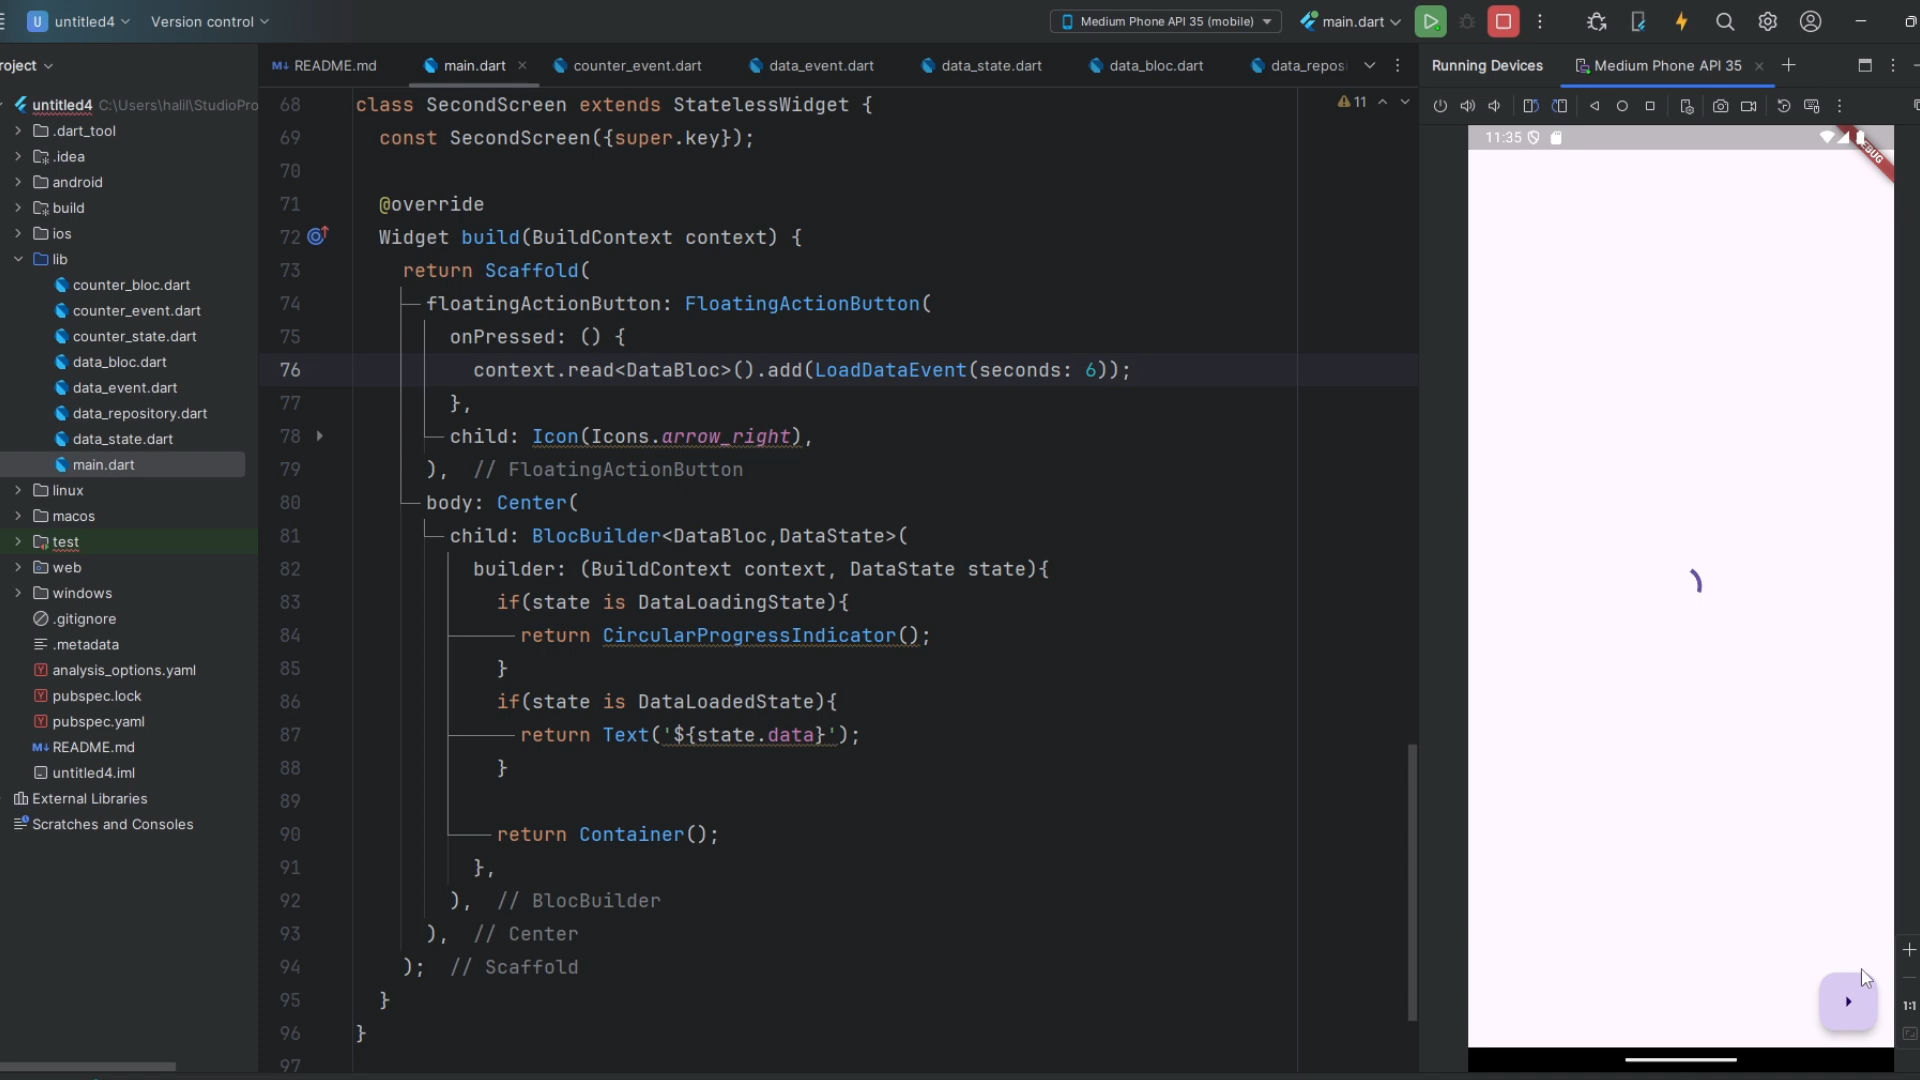 U untitled4 Version control Medium Phone API 35 (mobile) main.dart
roject
README.md main.dart counter_event.dart data_event.dart data_state.dart data_bloc.dart data_reposi Running Devices Medium Phone API 35
untitled4 C:\Users\halil\StudioPro
.dart_tool
.idea
android
build
ios
lib
counter_bloc.dart
counter_event.dart
counter_state.dart
data_bloc.dart
data_event.dart
data_repository.dart
data_state.dart
main.dart
linux
macos
test
web
windows
.gitignore
.metadata
analysis_options.yaml
pubspec.lock
pubspec.yaml
README.md
untitled4.iml
External Libraries
Scratches and Consoles
11
68 class SecondScreen extends StatelessWidget {
69 const SecondScreen({super.key});
70
71 @override
72 Widget build(BuildContext context) {
73 return Scaffold(
74 floatingActionButton: FloatingActionButton(
75 onPressed: () {
76 context.read<DataBloc>().add(LoadDataEvent(seconds: 6));
77 },
78 child: Icon(Icons.arrow_right),
79 ), // FloatingActionButton
80 body: Center(
81 child: BlocBuilder<DataBloc,DataState>(
82 builder: (BuildContext context, DataState state){
83 if(state is DataLoadingState){
84 return CircularProgressIndicator();
85 }
86 if(state is DataLoadedState){
87 return Text('${state.data}');
88 }
89
90 return Container();
91 },
92 ), // BlocBuilder
93 ), // Center
94 ); // Scaffold
95 }
96 }
97
11:35
1:1